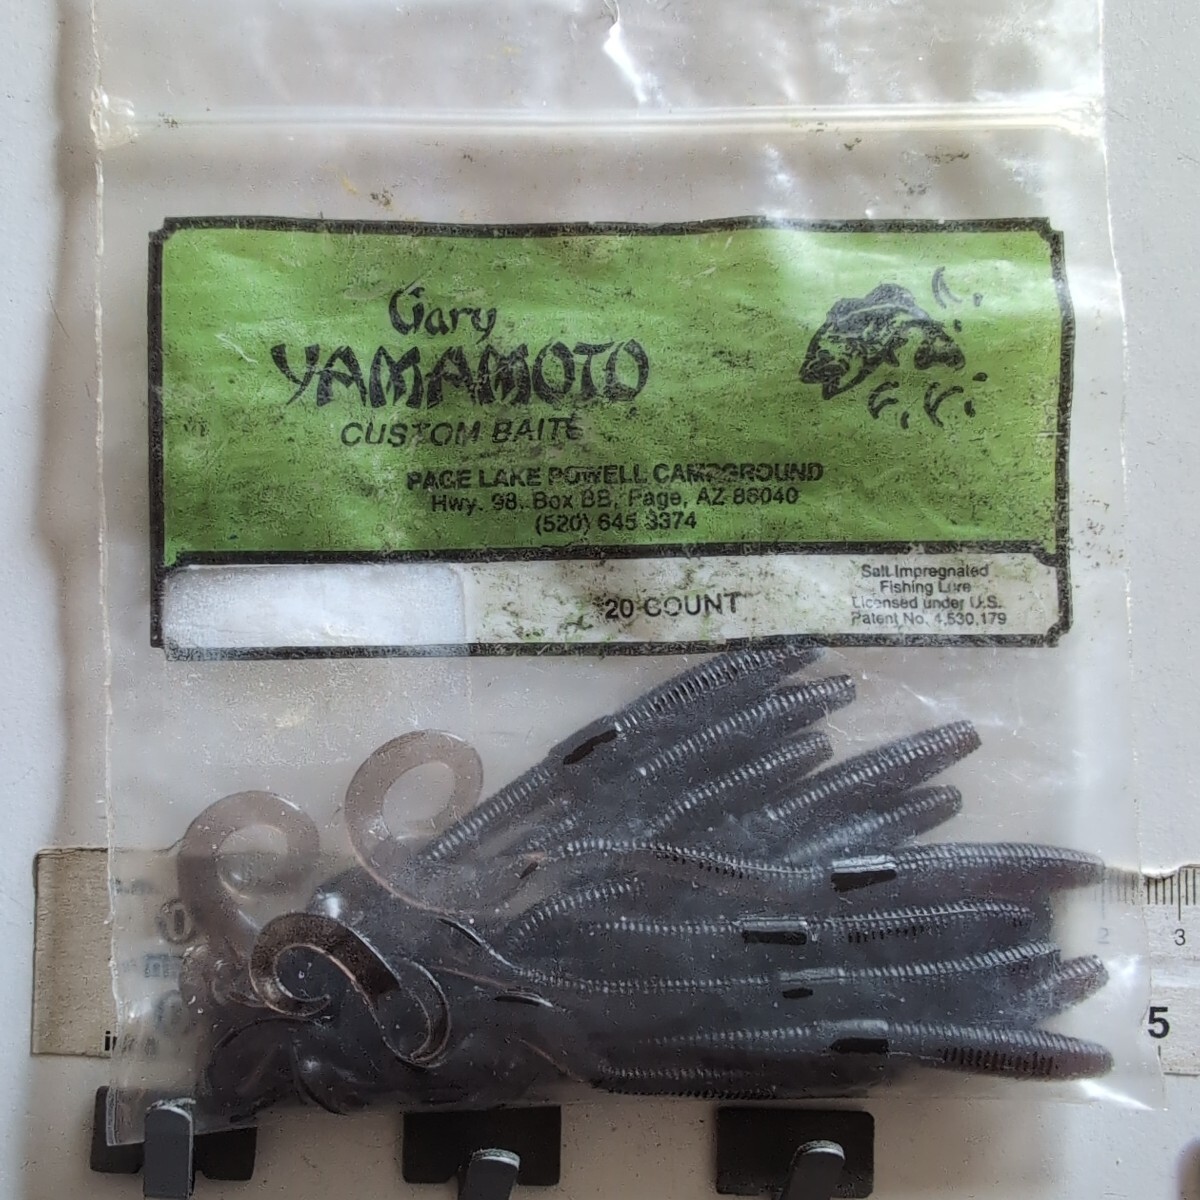 Gary
YAMAMOTO
CUSTOM BAITS
PAGE LAKE POWELL CAMPGROUND
Hwy. 98, Box BB, Page, AZ 86040
(520) 645 3374
20 COUNT
Salt Impregnated
Fishing Lure
Licensed under U.S.
Patent No. 4,530,179
2
3
5